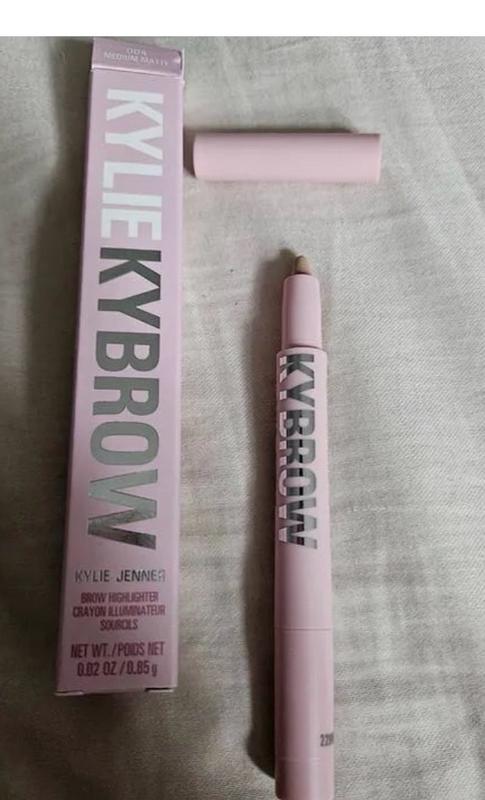 004
MEDIUM MATTE
KYLIE KYBROW
KYLIE JENNER
BROW HIGHLIGHTER
CRAYON ILLUMINATEUR
SOURCILS
NET WT./POIDS NET
0.02 OZ / 0.85 g
KYBROW